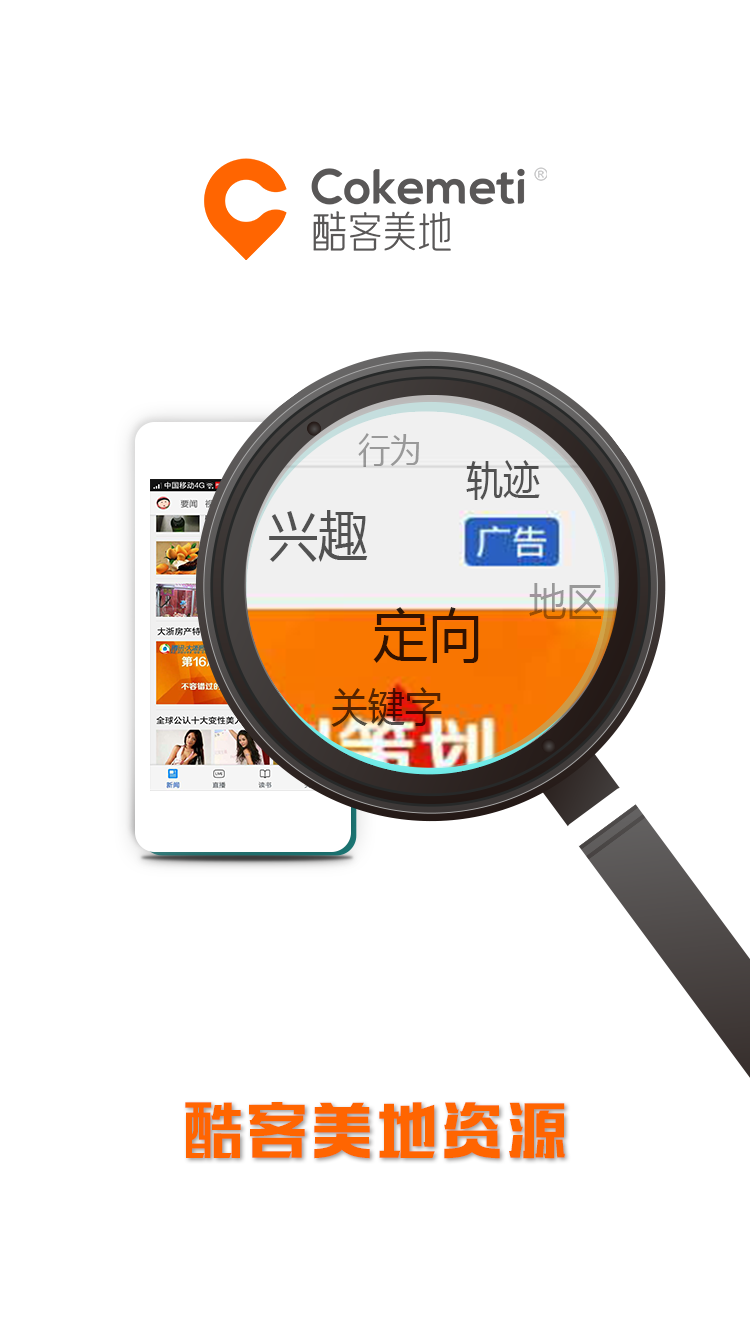 Cokemeti®
酷客美地
行为
轨迹
兴趣
广告
地区
定向
关键字
策划
中国移动4G
要闻
大浙房产特
第16
不容错过的
全球公认十大变性美人
新闻
直播
读书
酷客美地资源